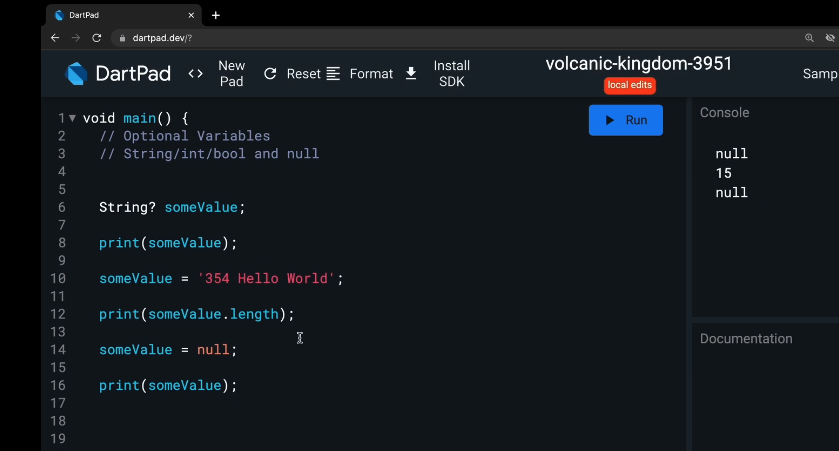 DartPad
dartpad.dev/?
DartPad
<> New Pad
Reset
Format
Install SDK
volcanic-kingdom-3951
local edits
Samp
1 void main() {
2 // Optional Variables
3 // String/int/bool and null
4
5
6 String? someValue;
7
8 print(someValue);
9
10 someValue = '354 Hello World';
11
12 print(someValue.length);
13
14 someValue = null;
15
16 print(someValue);
17
18
19
Run
Console
null
15
null
Documentation